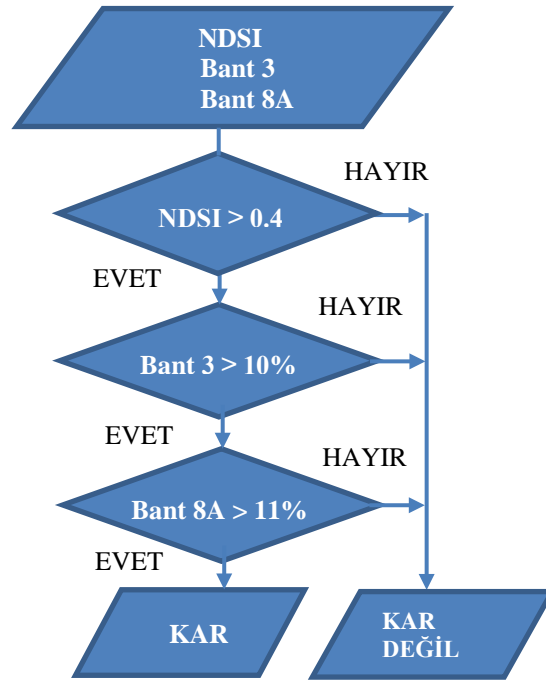 NDSI
Bant 3
Bant 8A
HAYIR
NDSI > 0.4
EVET
HAYIR
Bant 3 > 10%
EVET
HAYIR
Bant 8A > 11%
EVET
KAR
KAR
DEĞİL